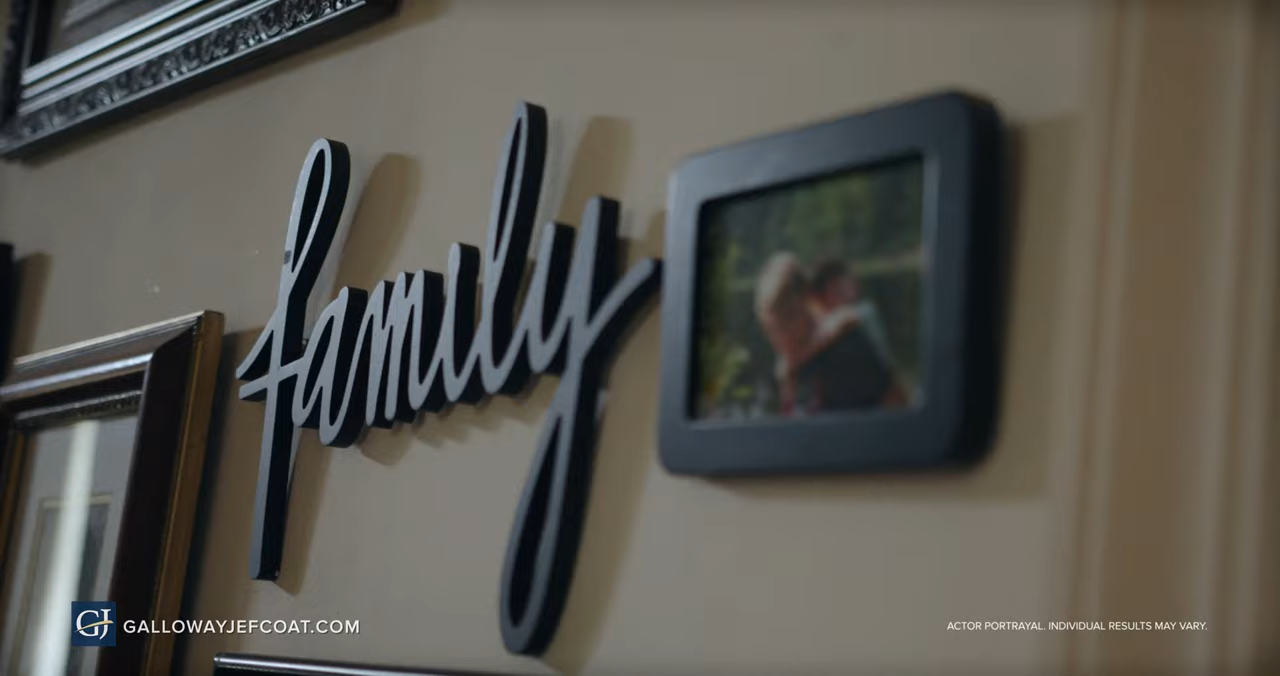 family
GJ
GALLOWAYJEFCOAT.COM
ACTOR PORTRAYAL. INDIVIDUAL RESULTS MAY VARY.